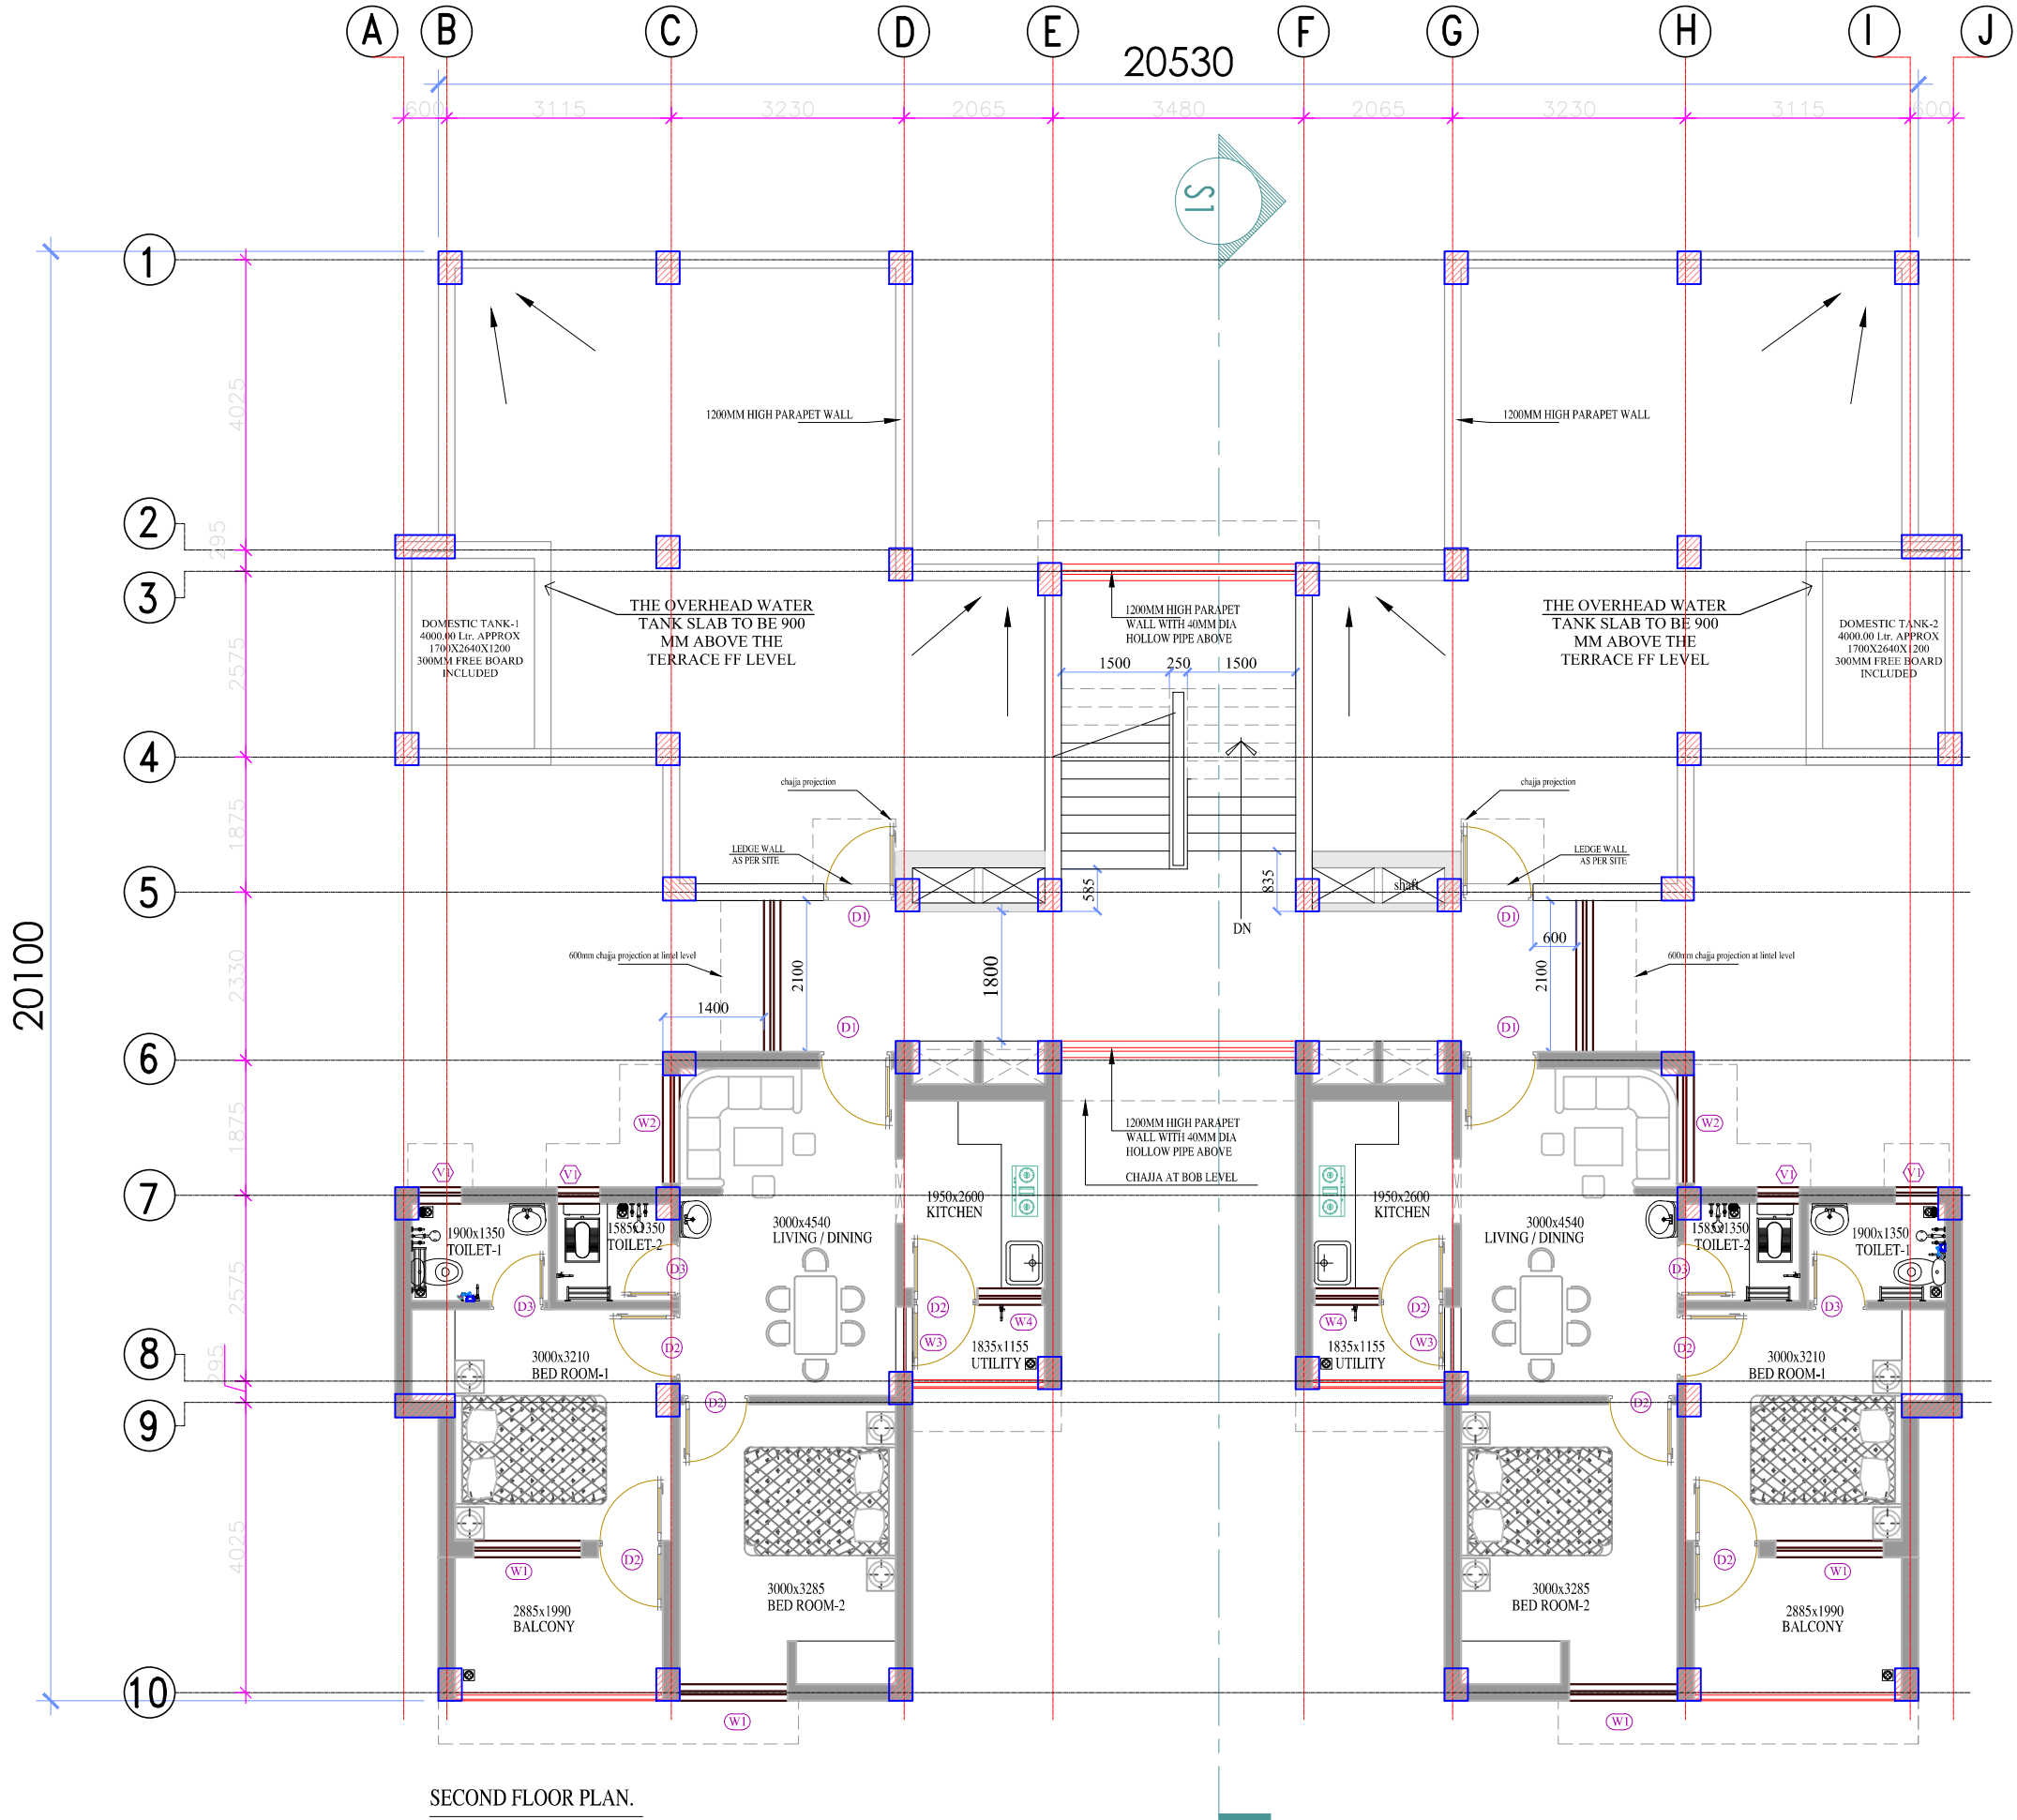 A B C D E F G H I J
20530
600 3115 3230 2065 3480 2065 3230 3115 600
S1
1
2
3
4
5
6
7
8
9
10
20100
4025
295
2575
1875
2330
1875
2575
295
4025
1200MM HIGH PARAPET WALL
1200MM HIGH PARAPET WALL
DOMESTIC TANK-1
4000.00 Ltr. APPROX
1700X2640X1200
300MM FREE BOARD
INCLUDED
THE OVERHEAD WATER
TANK SLAB TO BE 900
MM ABOVE THE
TERRACE FF LEVEL
1200MM HIGH PARAPET
WALL WITH 40MM DIA
HOLLOW PIPE ABOVE
1500 250 1500
THE OVERHEAD WATER
TANK SLAB TO BE 900
MM ABOVE THE
TERRACE FF LEVEL
DOMESTIC TANK-2
4000.00 Ltr. APPROX
1700X2640X1200
300MM FREE BOARD
INCLUDED
chajja projection
chajja projection
LEDGE WALL
AS PER SITE
LEDGE WALL
AS PER SITE
585
835
shaft
D1
D1
DN
600mm chajja projection at lintel level
600mm chajja projection at lintel level
2100
1800
600
2100
1400
D1
D1
W2
W2
1200MM HIGH PARAPET
WALL WITH 40MM DIA
HOLLOW PIPE ABOVE
CHAJJA AT BOB LEVEL
V1
V1
V1
V1
1900x1350
TOILET-1
1585x1350
TOILET-2
3000x4540
LIVING / DINING
1950x2600
KITCHEN
1950x2600
KITCHEN
3000x4540
LIVING / DINING
1585x1350
TOILET-2
1900x1350
TOILET-1
D3
D3
D2
W3
W4
W4
D2
W3
D3
D3
D2
D2
3000x3210
BED ROOM-1
1835x1155
UTILITY
1835x1155
UTILITY
3000x3210
BED ROOM-1
D2
D2
W1
D2
D2
W1
3000x3285
BED ROOM-2
3000x3285
BED ROOM-2
2885x1990
BALCONY
2885x1990
BALCONY
W1
W1
SECOND FLOOR PLAN.